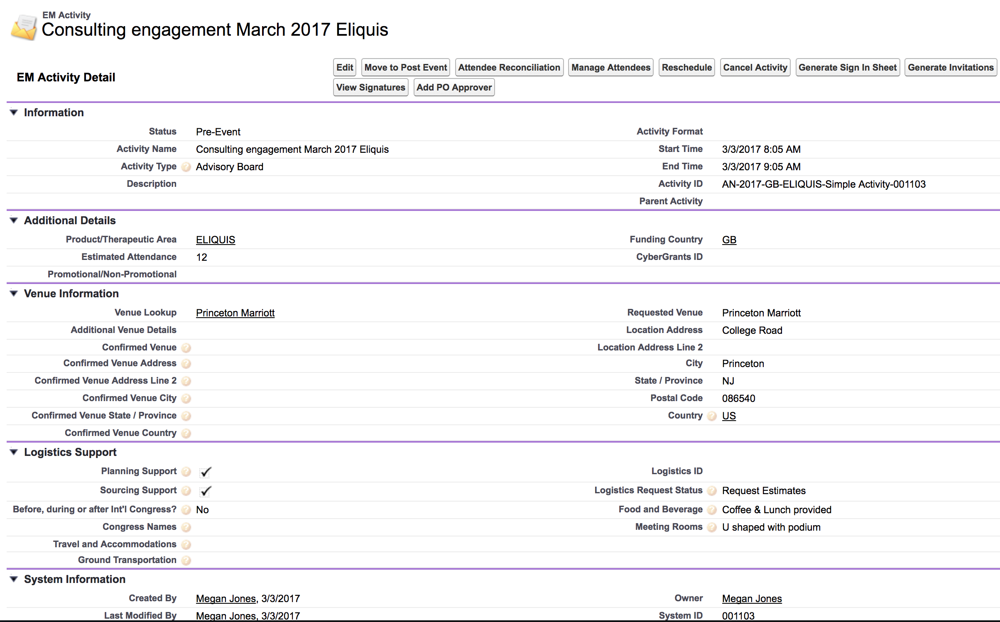 EM Activity
Consulting engagement March 2017 Eliquis
EM Activity Detail
Edit Move to Post Event Attendee Reconciliation Manage Attendees Reschedule Cancel Activity Generate Sign In Sheet Generate Invitations
View Signatures Add PO Approver
Information
Status Pre-Event Activity Format
Activity Name Consulting engagement March 2017 Eliquis Start Time 3/3/2017 8:05 AM
Activity Type ? Advisory Board End Time 3/3/2017 9:05 AM
Description Activity ID AN-2017-GB-ELIQUIS-Simple Activity-001103
Parent Activity
Additional Details
Product/Therapeutic Area ELIQUIS Funding Country GB
Estimated Attendance 12 CyberGrants ID
Promotional/Non-Promotional
Venue Information
Venue Lookup Princeton Marriott Requested Venue Princeton Marriott
Additional Venue Details Location Address College Road
Confirmed Venue ? Location Address Line 2
Confirmed Venue Address ? City Princeton
Confirmed Venue Address Line 2 ? State / Province NJ
Confirmed Venue City ? Postal Code 086540
Confirmed Venue State / Province ? Country ? US
Confirmed Venue Country ?
Logistics Support
Planning Support ? Logistics ID
Sourcing Support ? Logistics Request Status ? Request Estimates
Before, during or after Int'l Congress? ? No Food and Beverage ? Coffee & Lunch provided
Congress Names ? Meeting Rooms ? U shaped with podium
Travel and Accommodations ?
Ground Transportation ?
System Information
Created By Megan Jones, 3/3/2017 Owner Megan Jones
Last Modified By Megan Jones, 3/3/2017 System ID 001103